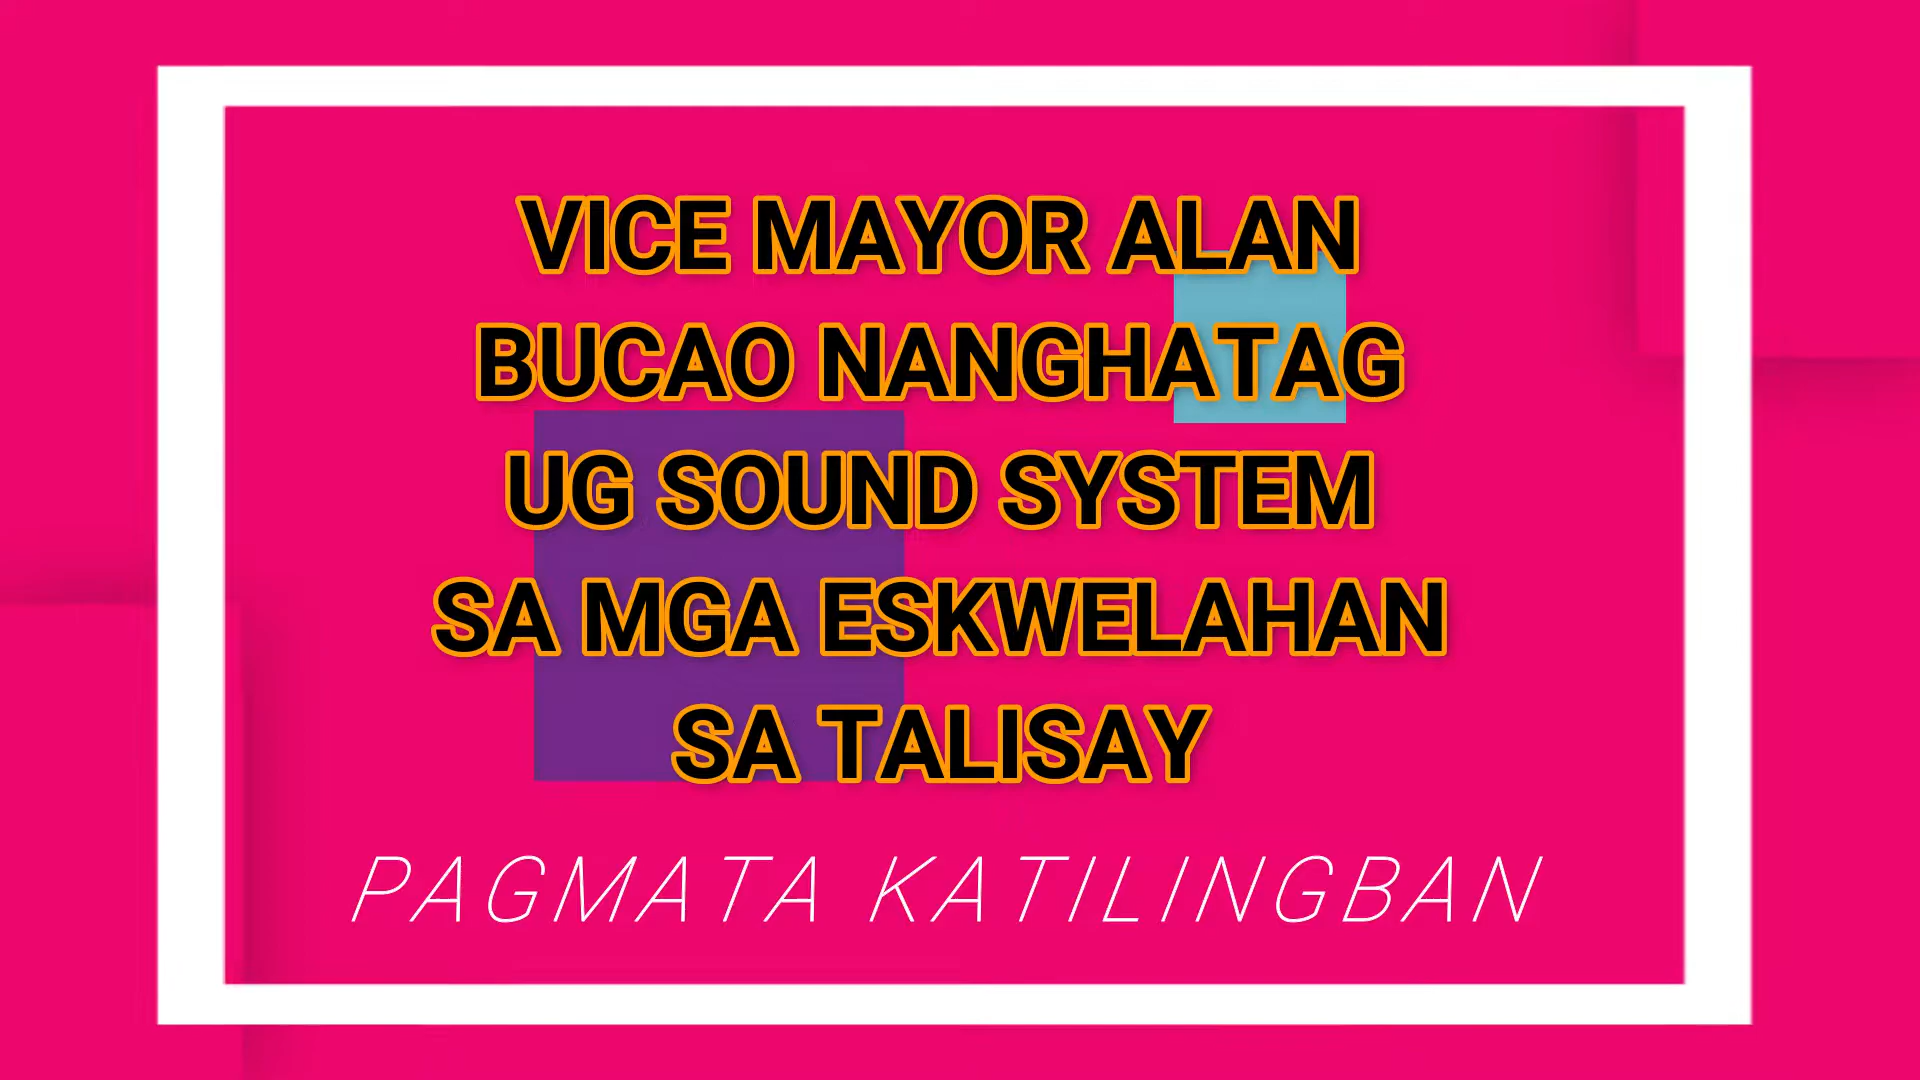 VICE MAYOR ALAN
BUCAO NANGHATAG
UG SOUND SYSTEM
SA MGA ESKWELAHAN
SA TALISAY
PAGMATA KATILINGBAN